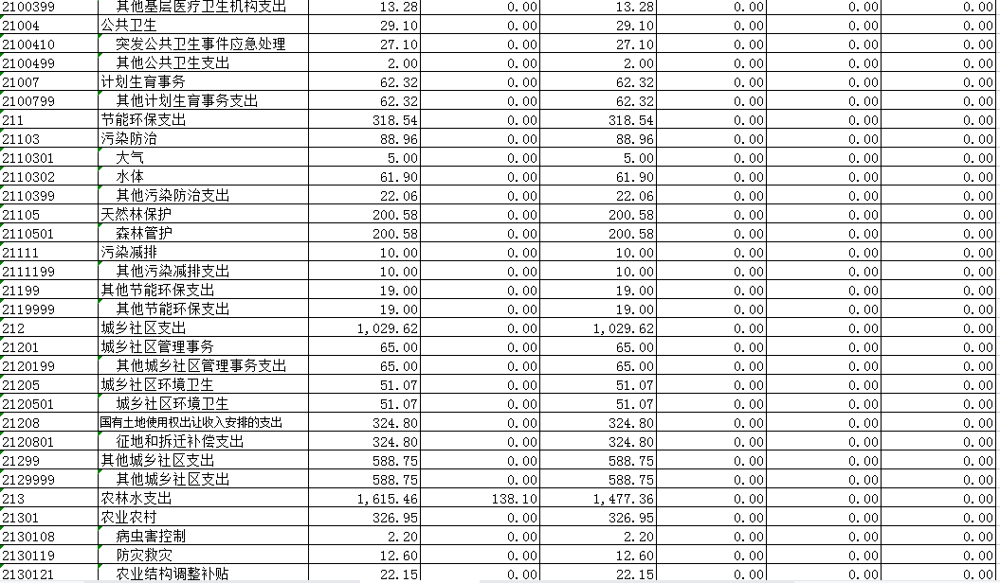 2100399 其他基层医疗卫生机构支出 13.28 0.00 13.28 0.00 0.00 0.00
21004 公共卫生 29.10 0.00 29.10 0.00 0.00 0.00
2100410 突发公共卫生事件应急处理 27.10 0.00 27.10 0.00 0.00 0.00
2100499 其他公共卫生支出 2.00 0.00 2.00 0.00 0.00 0.00
21007 计划生育事务 62.32 0.00 62.32 0.00 0.00 0.00
2100799 其他计划生育事务支出 62.32 0.00 62.32 0.00 0.00 0.00
211 节能环保支出 318.54 0.00 318.54 0.00 0.00 0.00
21103 污染防治 88.96 0.00 88.96 0.00 0.00 0.00
2110301 大气 5.00 0.00 5.00 0.00 0.00 0.00
2110302 水体 61.90 0.00 61.90 0.00 0.00 0.00
2110399 其他污染防治支出 22.06 0.00 22.06 0.00 0.00 0.00
21105 天然林保护 200.58 0.00 200.58 0.00 0.00 0.00
2110501 森林管护 200.58 0.00 200.58 0.00 0.00 0.00
21111 污染减排 10.00 0.00 10.00 0.00 0.00 0.00
2111199 其他污染减排支出 10.00 0.00 10.00 0.00 0.00 0.00
21199 其他节能环保支出 19.00 0.00 19.00 0.00 0.00 0.00
2119999 其他节能环保支出 19.00 0.00 19.00 0.00 0.00 0.00
212 城乡社区支出 1,029.62 0.00 1,029.62 0.00 0.00 0.00
21201 城乡社区管理事务 65.00 0.00 65.00 0.00 0.00 0.00
2120199 其他城乡社区管理事务支出 65.00 0.00 65.00 0.00 0.00 0.00
21205 城乡社区环境卫生 51.07 0.00 51.07 0.00 0.00 0.00
2120501 城乡社区环境卫生 51.07 0.00 51.07 0.00 0.00 0.00
21208 国有土地使用权出让收入安排的支出 324.80 0.00 324.80 0.00 0.00 0.00
2120801 征地和拆迁补偿支出 324.80 0.00 324.80 0.00 0.00 0.00
21299 其他城乡社区支出 588.75 0.00 588.75 0.00 0.00 0.00
2129999 其他城乡社区支出 588.75 0.00 588.75 0.00 0.00 0.00
213 农林水支出 1,615.46 138.10 1,477.36 0.00 0.00 0.00
21301 农业农村 326.95 0.00 326.95 0.00 0.00 0.00
2130108 病虫害控制 2.20 0.00 2.20 0.00 0.00 0.00
2130119 防灾救灾 12.60 0.00 12.60 0.00 0.00 0.00
2130121 农业结构调整补贴 22.15 0.00 22.15 0.00 0.00 0.00